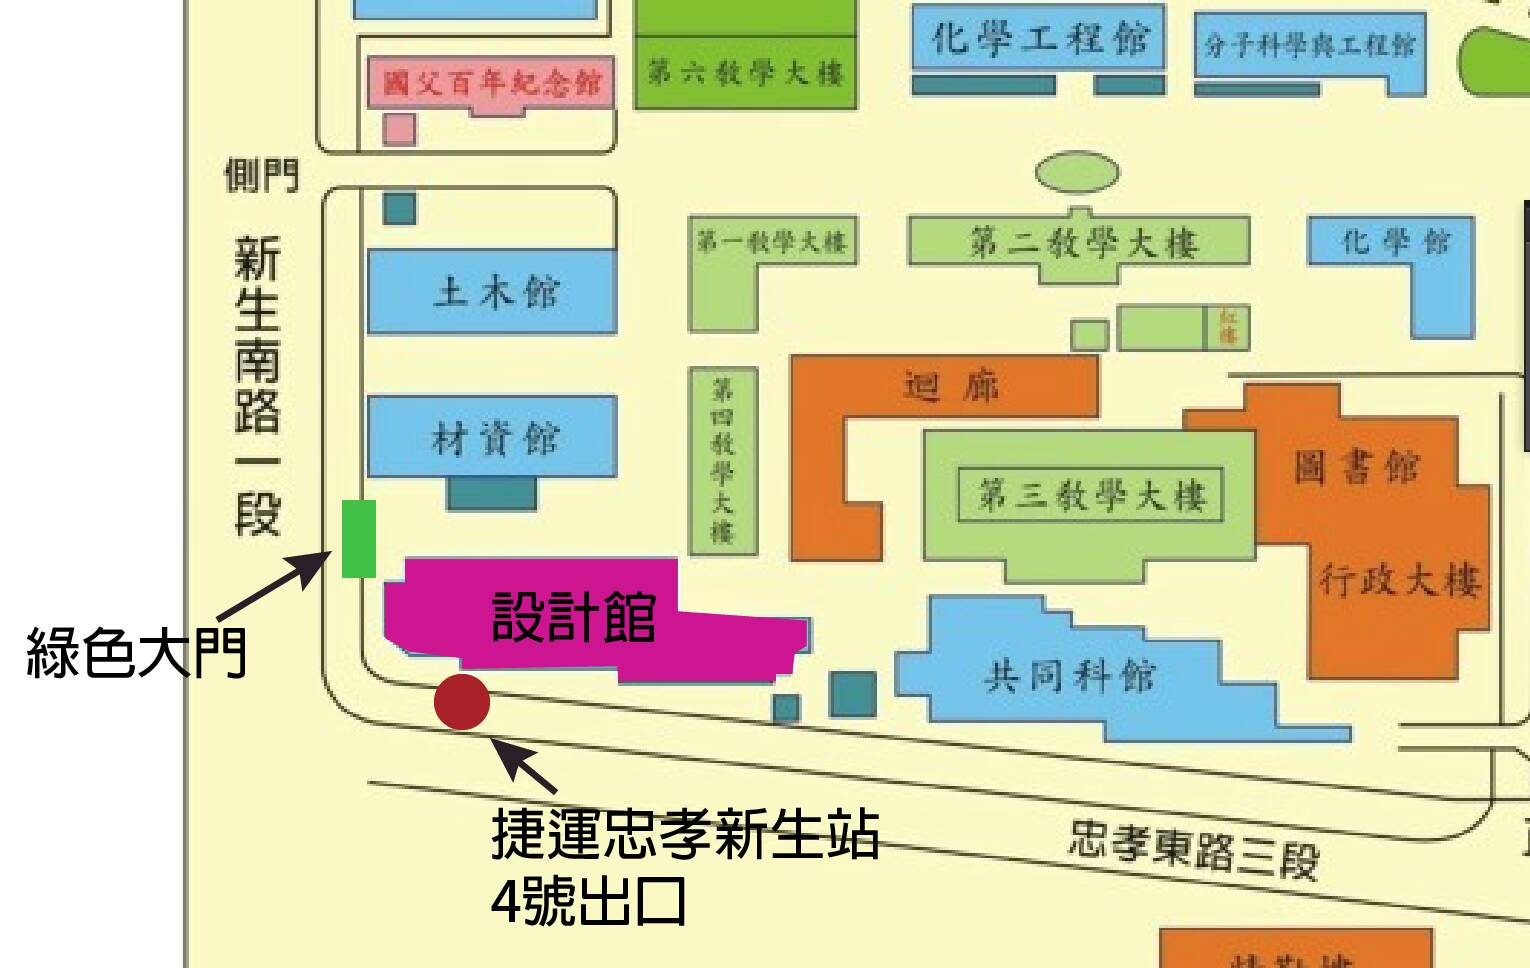 化學工程館
分子科學與工程館
國父百年紀念館
第六教學大樓
側門
新生南路一段
第一教學大樓
第二教學大樓
化學館
土木館
紅樓
迴廊
第四教學大樓
材資館
圖書館
第三教學大樓
行政大樓
設計館
綠色大門
共同科館
捷運忠孝新生站
4號出口
忠孝東路三段